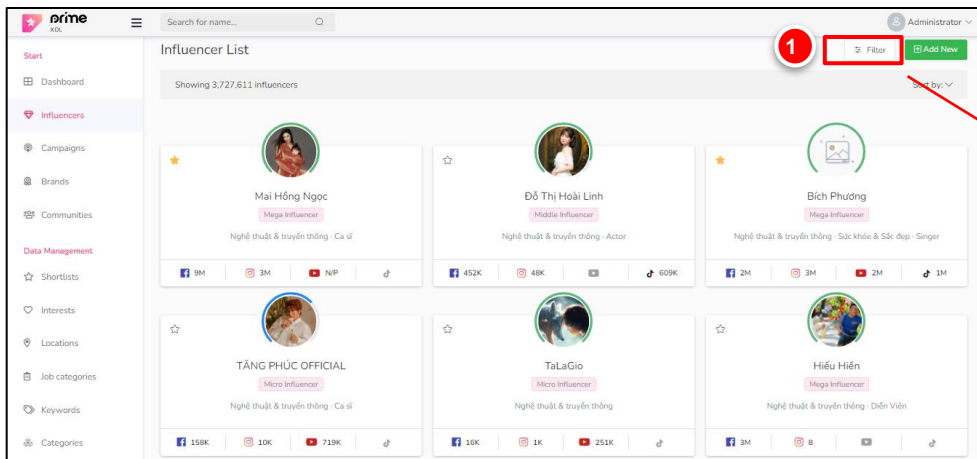 prime
KOL
Search for name...
Administrator
Start
Dashboard
Influencers
Campaigns
Brands
Communities
Data Management
Shortlists
Interests
Locations
Job categories
Keywords
Categories
Influencer List
1
Filter
Add New
Showing 3,727,611 influencers
Sort by:
Mai Hồng Ngọc
Mega Influencer
Nghệ thuật & truyền thông · Ca sĩ
9M 3M N/P
Đỗ Thị Hoài Linh
Middle Influencer
Nghệ thuật & truyền thông · Actor
452K 48K 609K
Bích Phương
Mega Influencer
Nghệ thuật & truyền thông · Sức khỏe & Sắc đẹp · Singer
2M 3M 2M 1M
TĂNG PHÚC OFFICIAL
Micro Influencer
Nghệ thuật & truyền thông · Ca sĩ
158K 10K 719K
TaLaGio
Micro Influencer
Nghệ thuật & truyền thông
16K 1K 251K
Hiếu Hiền
Mega Influencer
Nghệ thuật & truyền thông · Diễn Viên
3M 8